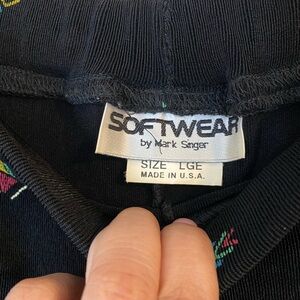 SOFTWEAR
by Mark Singer
SIZE LGE
MADE IN U.S.A.